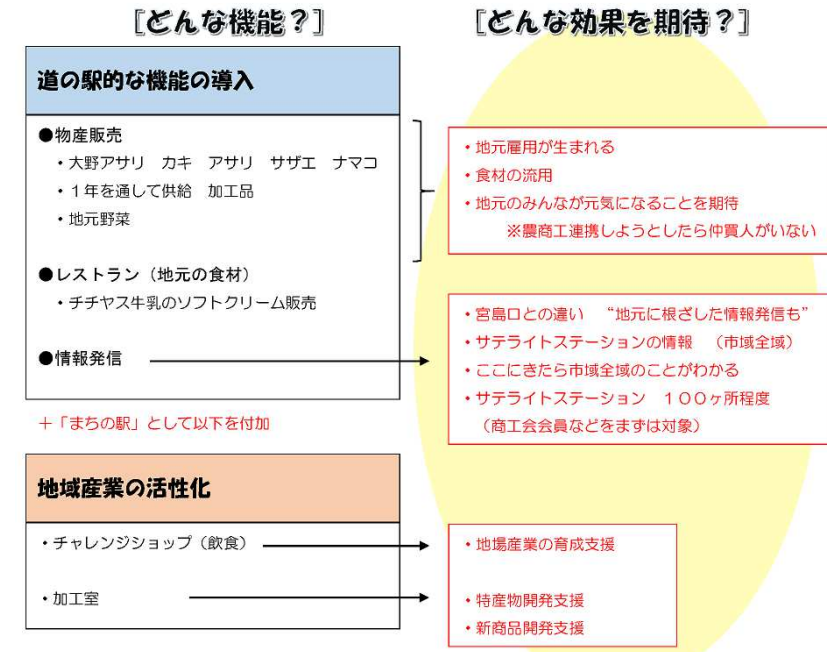 [どんな機能？]
[どんな効果を期待？]
道の駅的な機能の導入
●物産販売
・大野アサリ　カキ　アサリ　サザエ　ナマコ
・１年を通して供給　加工品
・地元野菜
●レストラン（地元の食材）
・チチヤス牛乳のソフトクリーム販売
●情報発信
・地元雇用が生まれる
・食材の流用
・地元のみんなが元気になることを期待
※農商工連携しようとしたら仲買人がいない
・宮島口との違い　“地元に根ざした情報発信も”
・サテライトステーションの情報　（市域全域）
・ここにきたら市域全域のことがわかる
・サテライトステーション　１００ヶ所程度
（商工会会員などをまずは対象）
＋「まちの駅」として以下を付加
地域産業の活性化
・チャレンジショップ（飲食）
・加工室
・地場産業の育成支援
・特産物開発支援
・新商品開発支援